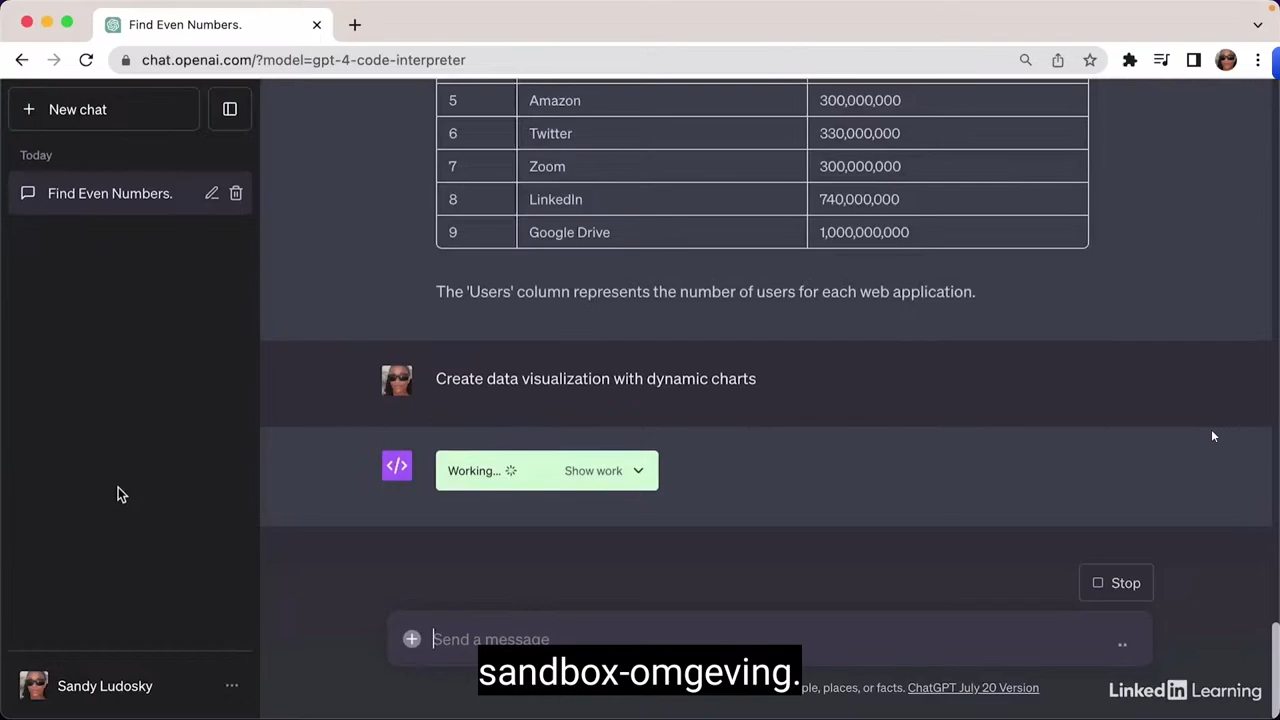 Find Even Numbers.
chat.openai.com/?model=gpt-4-code-interpreter
New chat
Today
Find Even Numbers.
5 Amazon 300,000,000
6 Twitter 330,000,000
7 Zoom 300,000,000
8 LinkedIn 740,000,000
9 Google Drive 1,000,000,000
The 'Users' column represents the number of users for each web application.
Create data visualization with dynamic charts
Working... Show work
Stop
Send a message
sandbox-omgeving.
places, or facts. ChatGPT July 20 Version
Sandy Ludosky
LinkedIn Learning